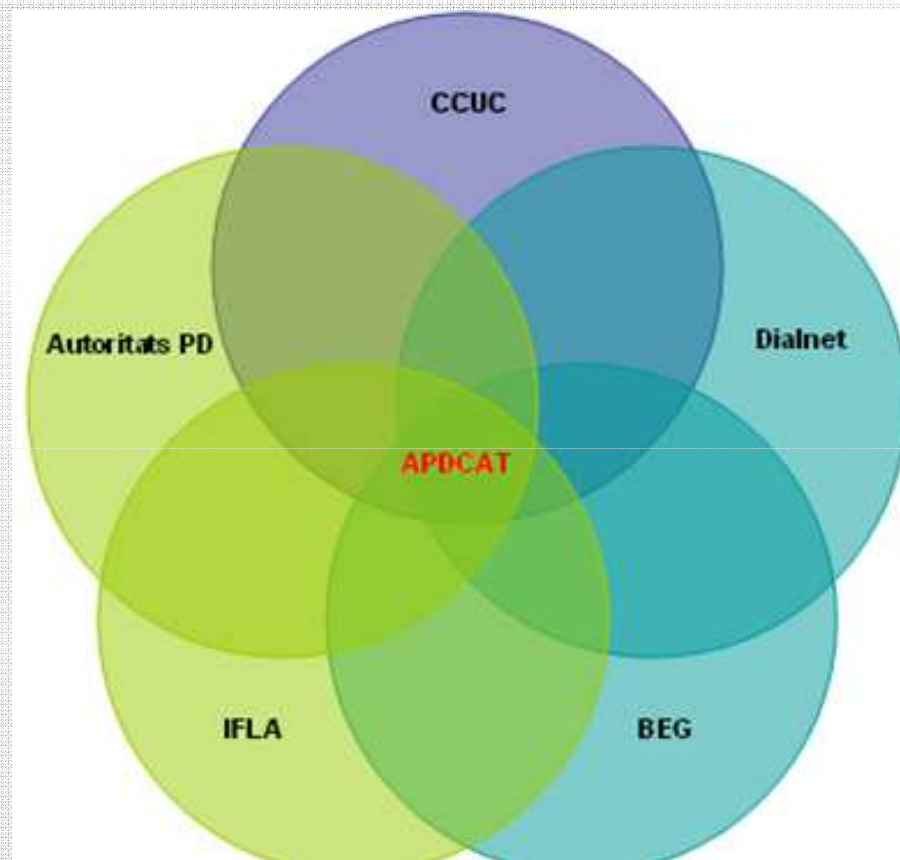 CCUC
Autoritats PD
Dialnet
APDCAT
IFLA
BEG